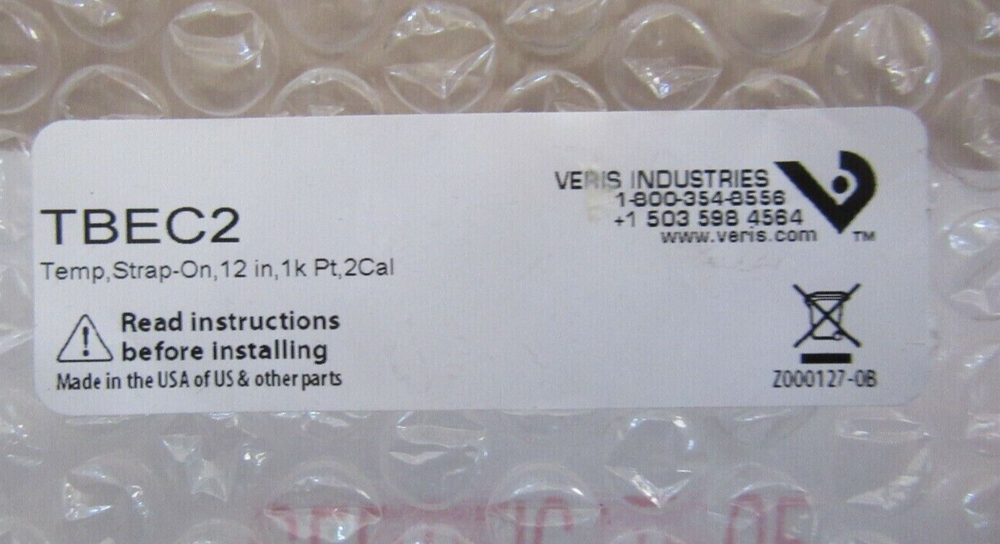 TBEC2
Temp,Strap-On,12 in,1k Pt,2Cal
Read instructions
before installing
Made in the USA of US & other parts
VERIS INDUSTRIES
1-800-354-8556
+1 503 598 4564
www.veris.com
TM
Z000127-0B